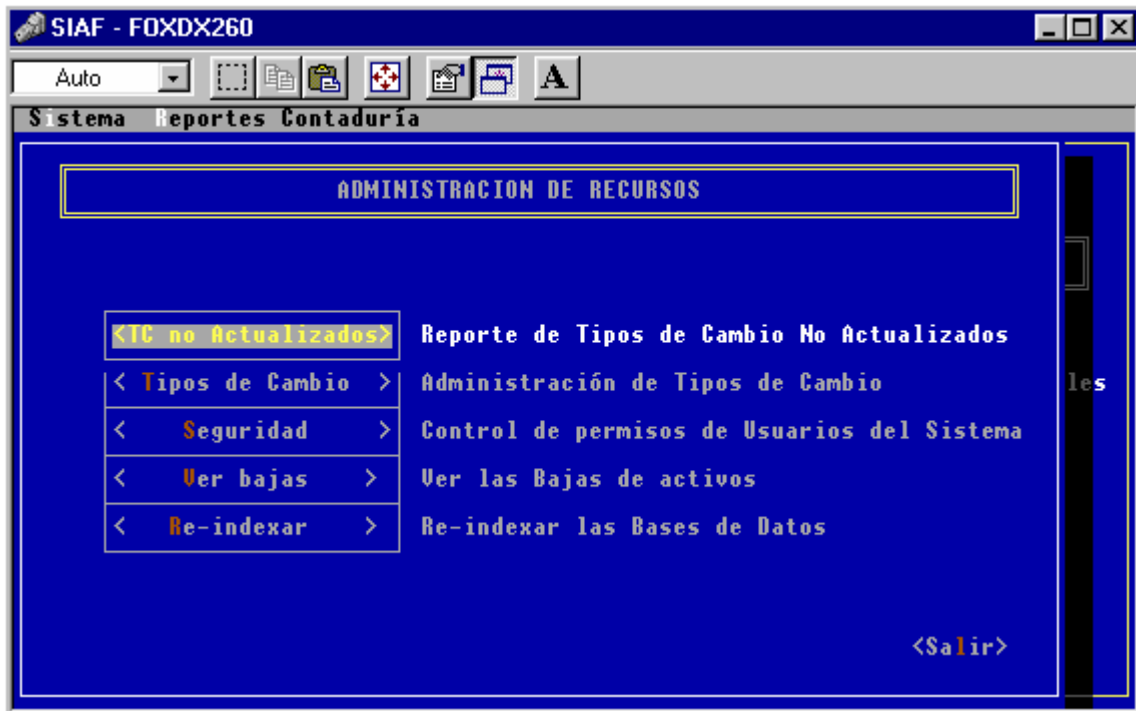 SIAF - FOXDX260
Auto
A
Sistema Reportes Contaduría
ADMINISTRACION DE RECURSOS
<TC no Actualizados> Reporte de Tipos de Cambio No Actualizados
< Tipos de Cambio > Administración de Tipos de Cambio
les
< Seguridad > Control de permisos de Usuarios del Sistema
< Ver bajas > Ver las Bajas de activos
< Re-indexar > Re-indexar las Bases de Datos
<Salir>